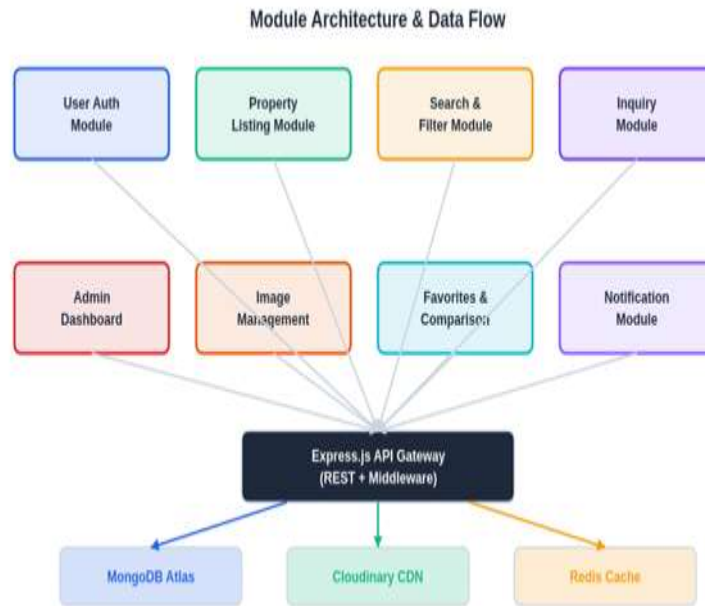 Module Architecture & Data Flow
User Auth
Module
Property
Listing Module
Search &
Filter Module
Inquiry
Module
Admin
Dashboard
Image
Management
Favorites &
Comparison
Notification
Module
Express.js API Gateway
(REST + Middleware)
MongoDB Atlas
Cloudinary CDN
Redis Cache